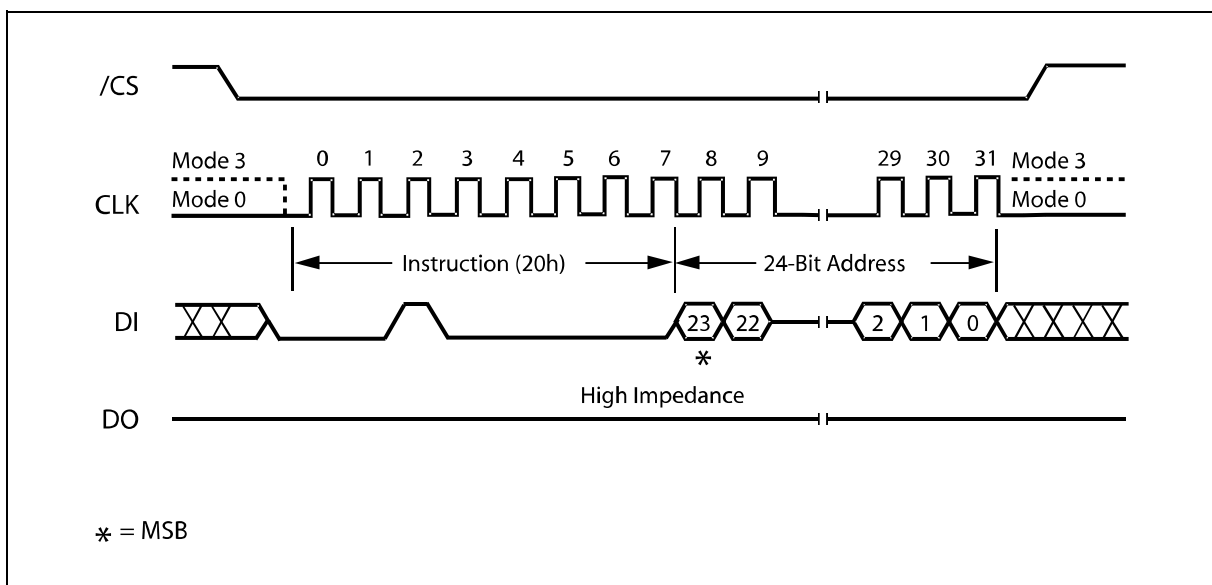 /CS
Mode 3 0 1 2 3 4 5 6 7 8 9 29 30 31 Mode 3
CLK Mode 0 Mode 0
Instruction (20h) 24-Bit Address
DI 23 22 2 1 0
*
High Impedance
DO
* = MSB